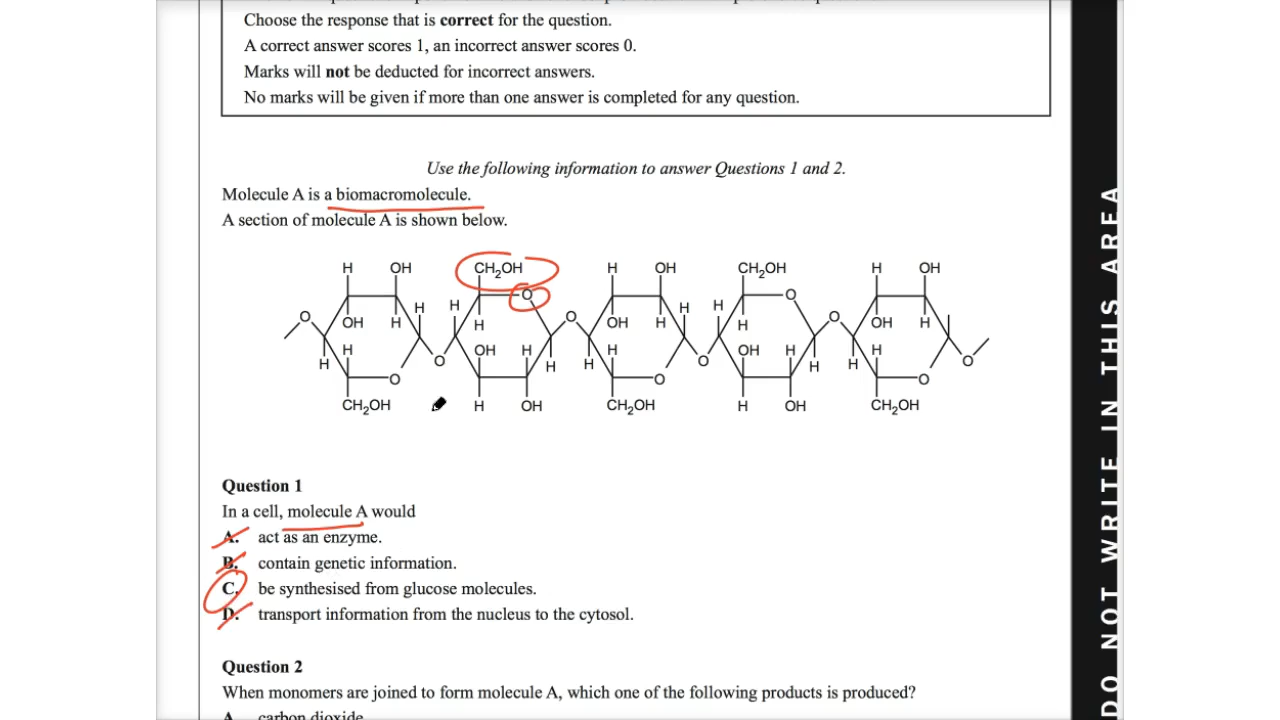 Choose the response that is correct for the question.
A correct answer scores 1, an incorrect answer scores 0.
Marks will not be deducted for incorrect answers.
No marks will be given if more than one answer is completed for any question.
Use the following information to answer Questions 1 and 2.
Molecule A is a biomacromolecule.
A section of molecule A is shown below.
H OH CH₂OH H OH CH₂OH H OH
O
H H O H H O
O OH H H O OH H H O OH H
H H OH H H H H OH H H H O
O O O
CH₂OH H OH CH₂OH H OH CH₂OH
Question 1
In a cell, molecule A would
A. act as an enzyme.
B. contain genetic information.
C. be synthesised from glucose molecules.
D. transport information from the nucleus to the cytosol.
Question 2
When monomers are joined to form molecule A, which one of the following products is produced?
A. carbon dioxide
DO NOT WRITE IN THIS AREA